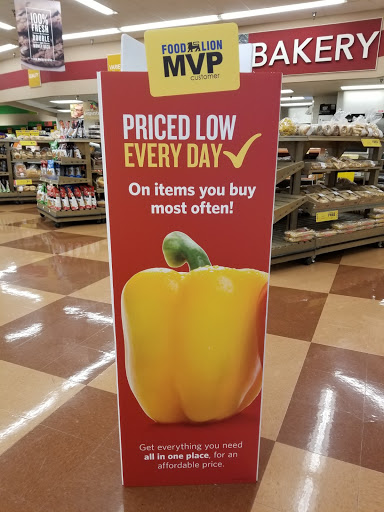 100%
FRESH
DOUBLE
FOOD LION
MVP
customer
BAKERY
PRICED LOW
EVERY DAY
On items you buy
most often!
Get everything you need
all in one place, for an
affordable price.